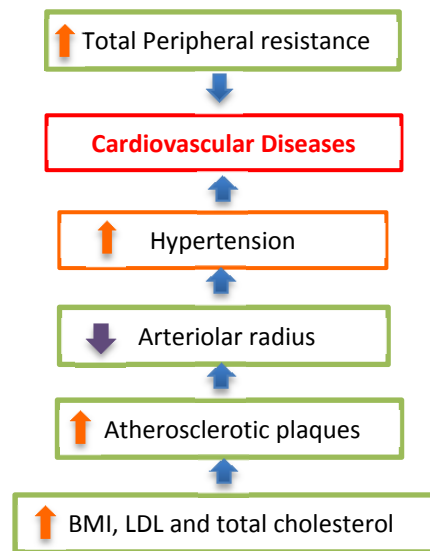 Total Peripheral resistance
Cardiovascular Diseases
Hypertension
Arteriolar radius
Atherosclerotic plaques
BMI, LDL and total cholesterol